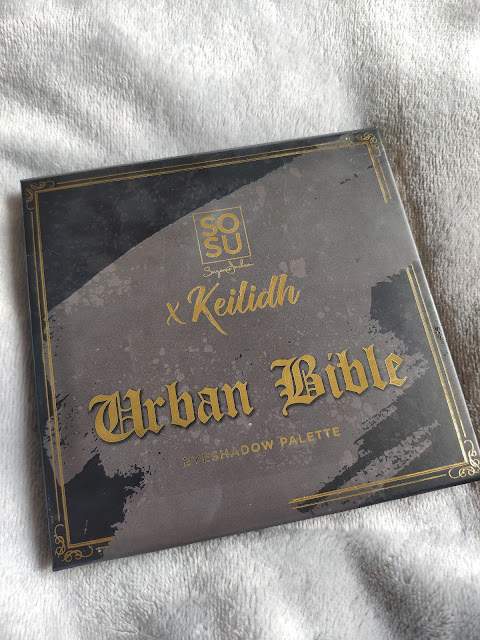 SO
SU
x Keilidh
Urban Bible
EYESHADOW PALETTE